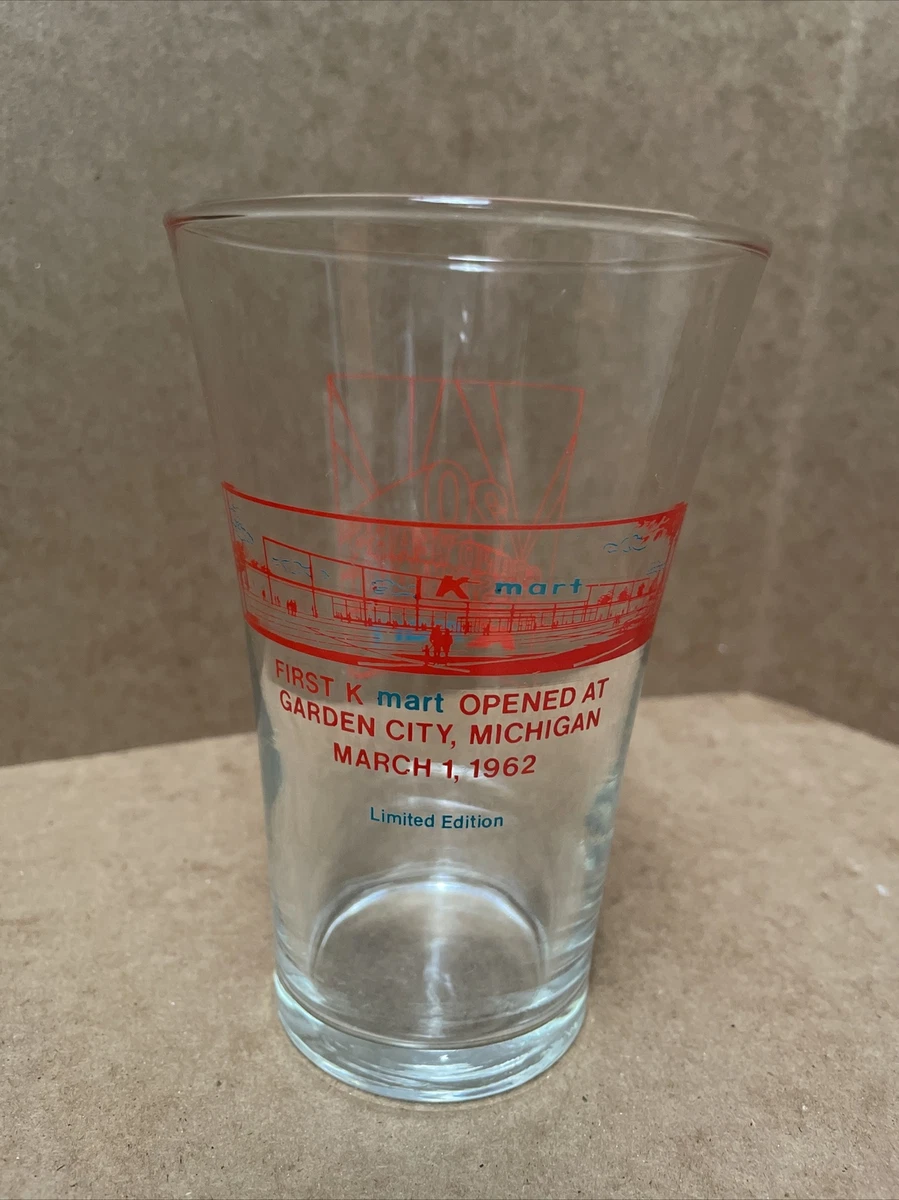 K mart
FIRST K mart OPENED AT
GARDEN CITY, MICHIGAN
MARCH 1, 1962
Limited Edition